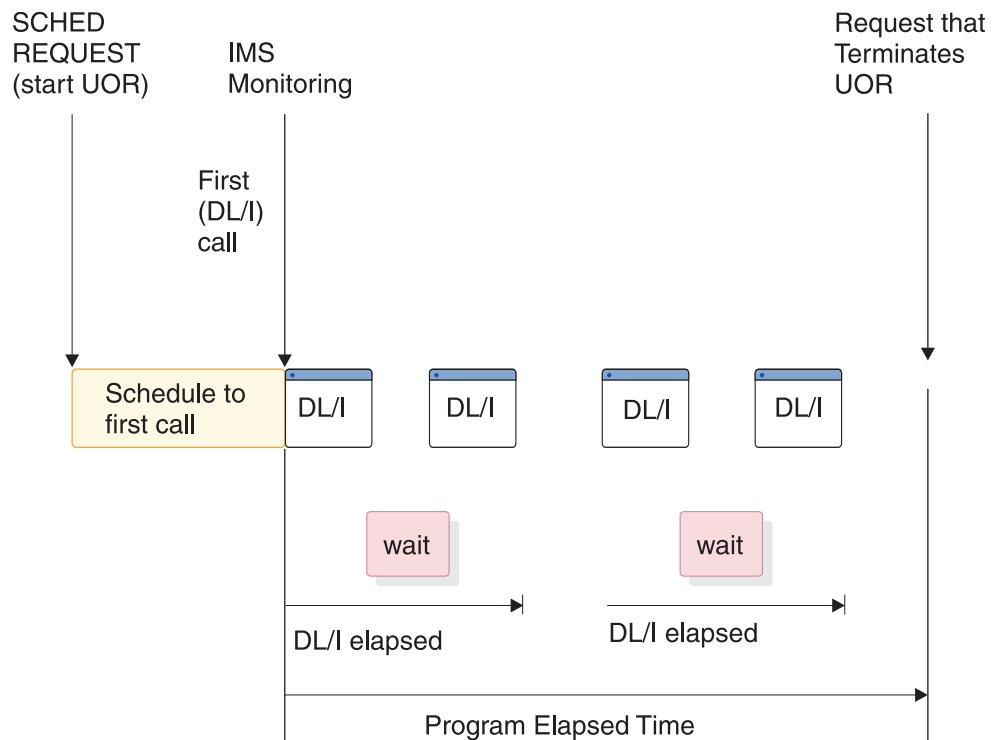 SCHED
REQUEST
(start UOR)
IMS
Monitoring
Request that
Terminates
UOR
First
(DL/I)
call
Schedule to
first call
DL/I
DL/I
DL/I
DL/I
wait
wait
DL/I elapsed
DL/I elapsed
Program Elapsed Time